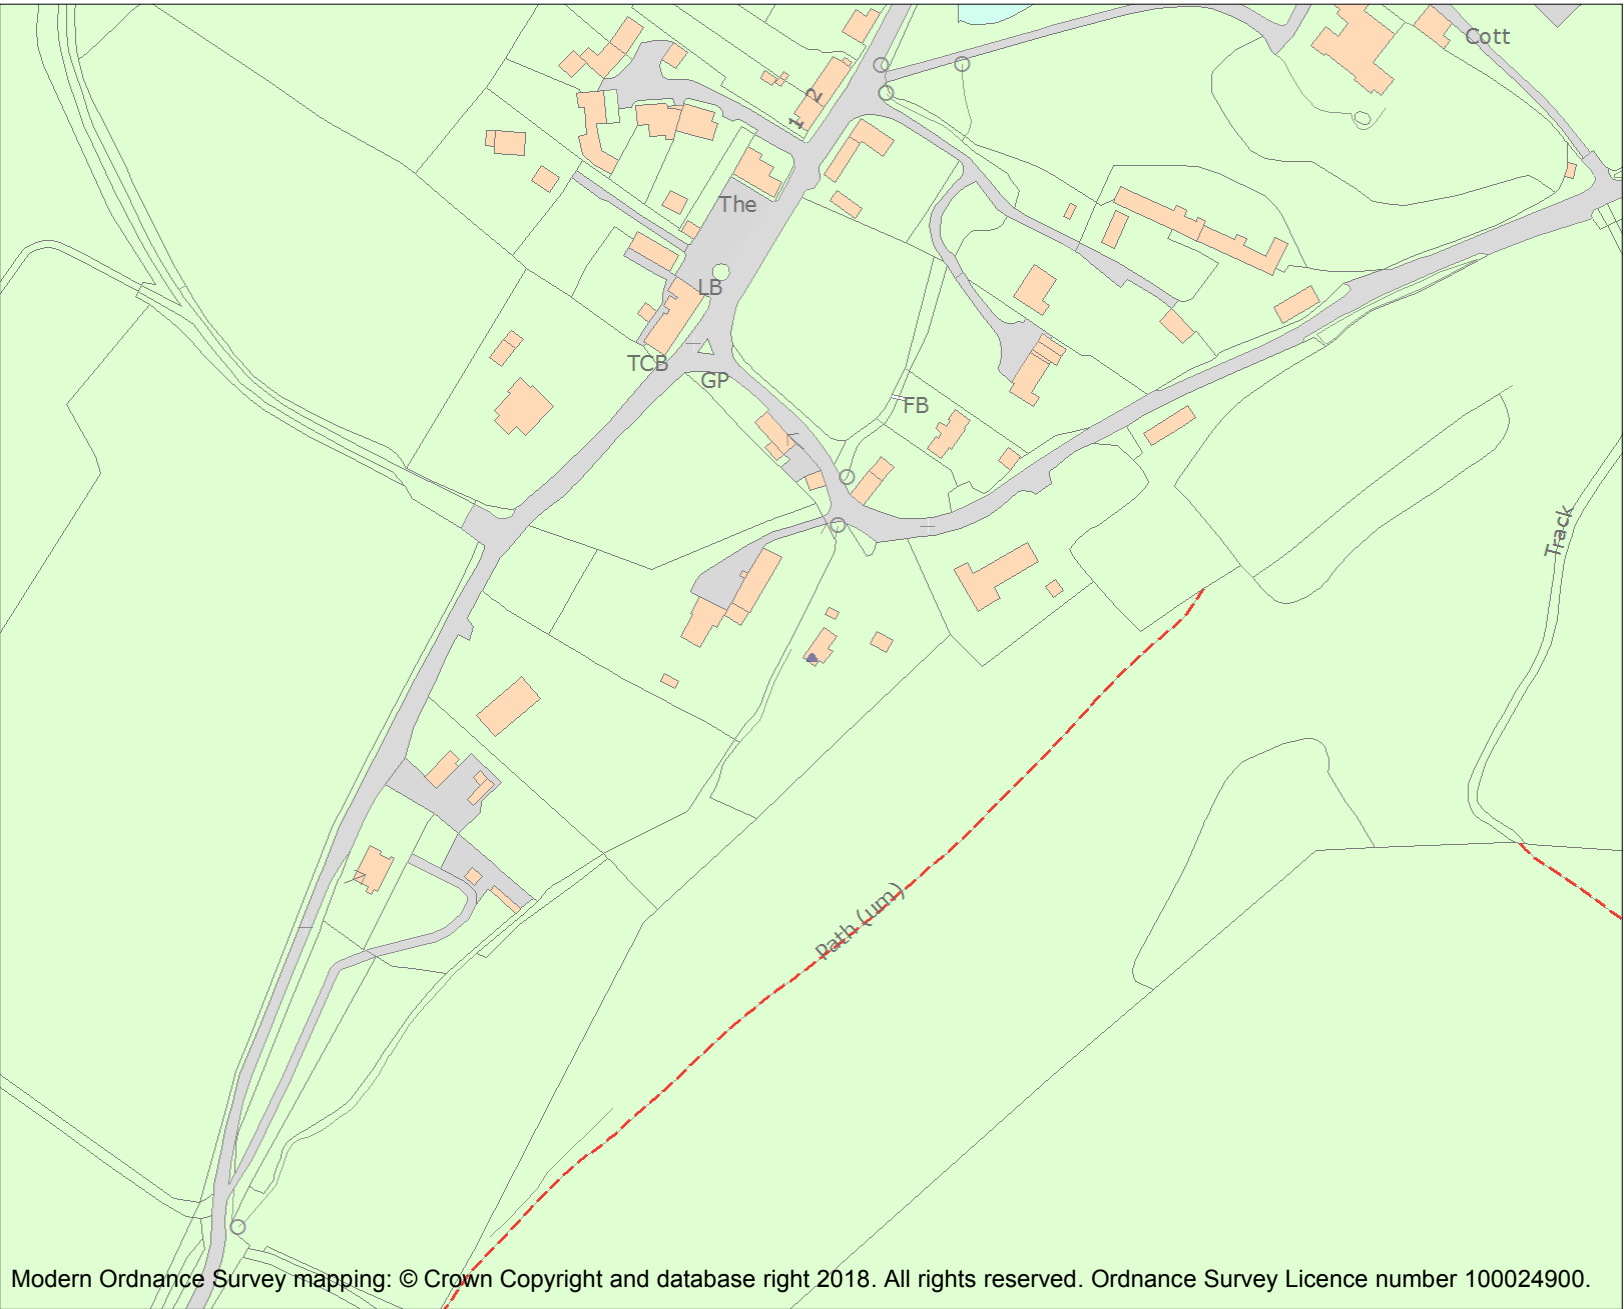 Cott
2
1
The
LB
TCB
GP
FB
Track
Path (um)
Modern Ordnance Survey mapping: © Crown Copyright and database right 2018. All rights reserved. Ordnance Survey Licence number 100024900.